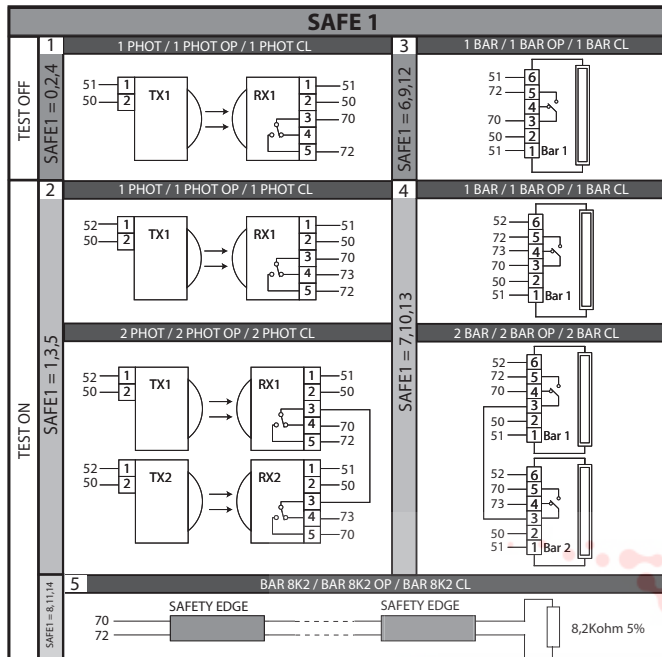 SAFE 1
TEST OFF
SAFE1 = 0,2,4
1
1 PHOT / 1 PHOT OP / 1 PHOT CL
51 1
50 2
TX1
RX1
1 51
2 50
3 70
4
5 72
SAFE1 = 6,9,12
3
1 BAR / 1 BAR OP / 1 BAR CL
51 6
72 5
4
70 3
50 2
51 1 Bar 1
TEST ON
SAFE1 = 1,3,5
2
1 PHOT / 1 PHOT OP / 1 PHOT CL
52 1
50 2
TX1
RX1
1 51
2 50
3 70
4 73
5 72
2 PHOT / 2 PHOT OP / 2 PHOT CL
52 1
50 2
TX1
RX1
1 51
2 50
3
4 70
5 72
52 1
50 2
TX2
RX2
1 51
2 50
3
4 73
5 70
SAFE1 = 7,10,13
4
1 BAR / 1 BAR OP / 1 BAR CL
52 6
72 5
73 4
70 3
50 2
51 1 Bar 1
2 BAR / 2 BAR OP / 2 BAR CL
52 6
72 5
70 4
3
50 2
51 1 Bar 1
52 6
70 5
73 4
3
50 2
51 1 Bar 2
SAFE1 = 8,11,14
5
BAR 8K2 / BAR 8K2 OP / BAR 8K2 CL
SAFETY EDGE
SAFETY EDGE
70
72
8,2Kohm 5%